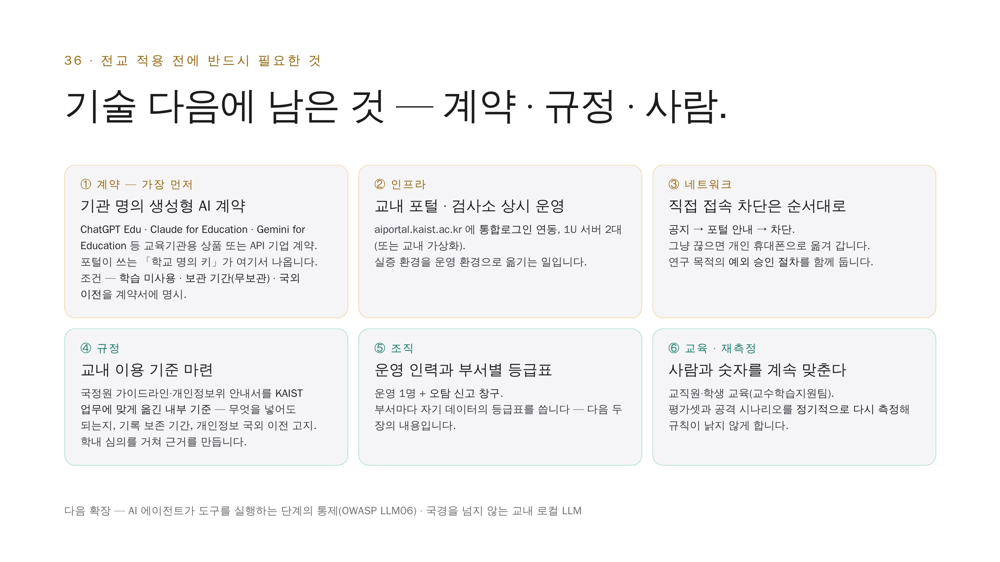 36 · 전교 적용 전에 반드시 필요한 것
기술 다음에 남은 것 — 계약 · 규정 · 사람.
① 계약 — 가장 먼저
기관 명의 생성형 AI 계약
ChatGPT Edu · Claude for Education · Gemini for
Education 등 교육기관용 상품 또는 API 기업 계약.
포털이 쓰는 「학교 명의 키」가 여기서 나옵니다.
조건 — 학습 미사용 · 보관 기간(무보관) · 국외
이전을 계약서에 명시.
② 인프라
교내 포털 · 검사소 상시 운영
aiportal.kaist.ac.kr 에 통합로그인 연동, 1U 서버 2대
(또는 교내 가상화).
실증 환경을 운영 환경으로 옮기는 일입니다.
③ 네트워크
직접 접속 차단은 순서대로
공지 → 포털 안내 → 차단.
그냥 끊으면 개인 휴대폰으로 옮겨 갑니다.
연구 목적의 예외 승인 절차를 함께 둡니다.
④ 규정
교내 이용 기준 마련
국정원 가이드라인·개인정보위 안내서를 KAIST
업무에 맞게 옮긴 내부 기준 — 무엇을 넣어도
되는지, 기록 보존 기간, 개인정보 국외 이전 고지.
학내 심의를 거쳐 근거를 만듭니다.
⑤ 조직
운영 인력과 부서별 등급표
운영 1명 + 오탐 신고 창구.
부서마다 자기 데이터의 등급표를 씁니다 — 다음 두
장의 내용입니다.
⑥ 교육 · 재측정
사람과 숫자를 계속 맞춘다
교직원·학생 교육(교수학습지원팀).
평가셋과 공격 시나리오를 정기적으로 다시 측정해
규칙이 낡지 않게 합니다.
다음 확장 — AI 에이전트가 도구를 실행하는 단계의 통제(OWASP LLM06) · 국경을 넘지 않는 교내 로컬 LLM